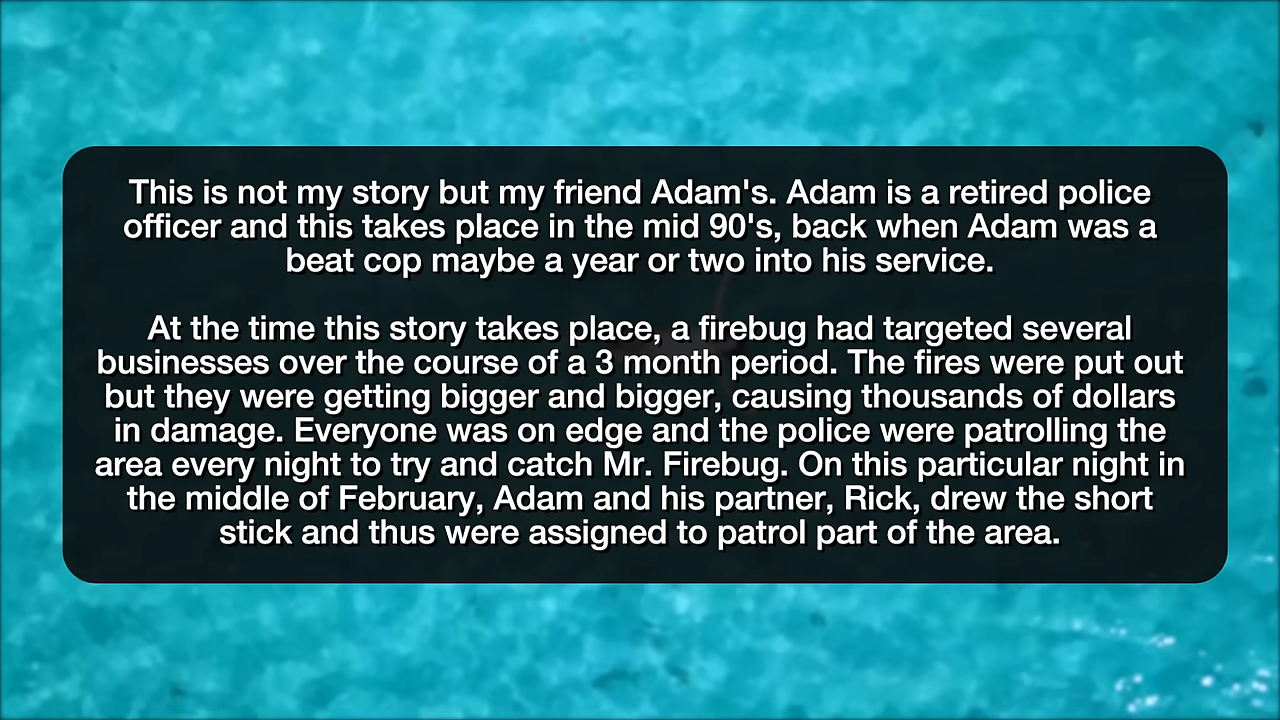 This is not my story but my friend Adam's. Adam is a retired police
officer and this takes place in the mid 90's, back when Adam was a
beat cop maybe a year or two into his service.
At the time this story takes place, a firebug had targeted several
businesses over the course of a 3 month period. The fires were put out
but they were getting bigger and bigger, causing thousands of dollars
in damage. Everyone was on edge and the police were patrolling the
area every night to try and catch Mr. Firebug. On this particular night in
the middle of February, Adam and his partner, Rick, drew the short
stick and thus were assigned to patrol part of the area.